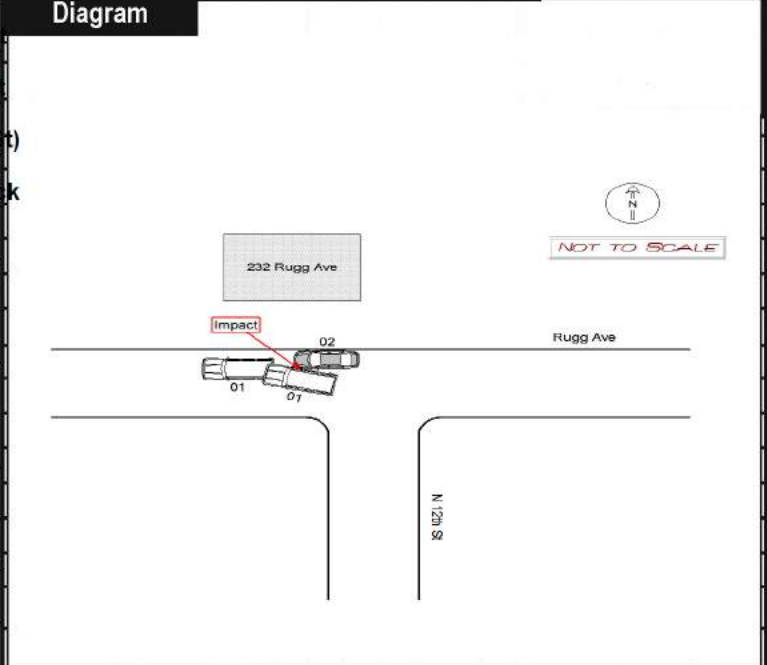 Diagram
t)
k
N
NOT TO SCALE
232 Rugg Ave
Impact
02
Rugg Ave
01
01
N 12th St